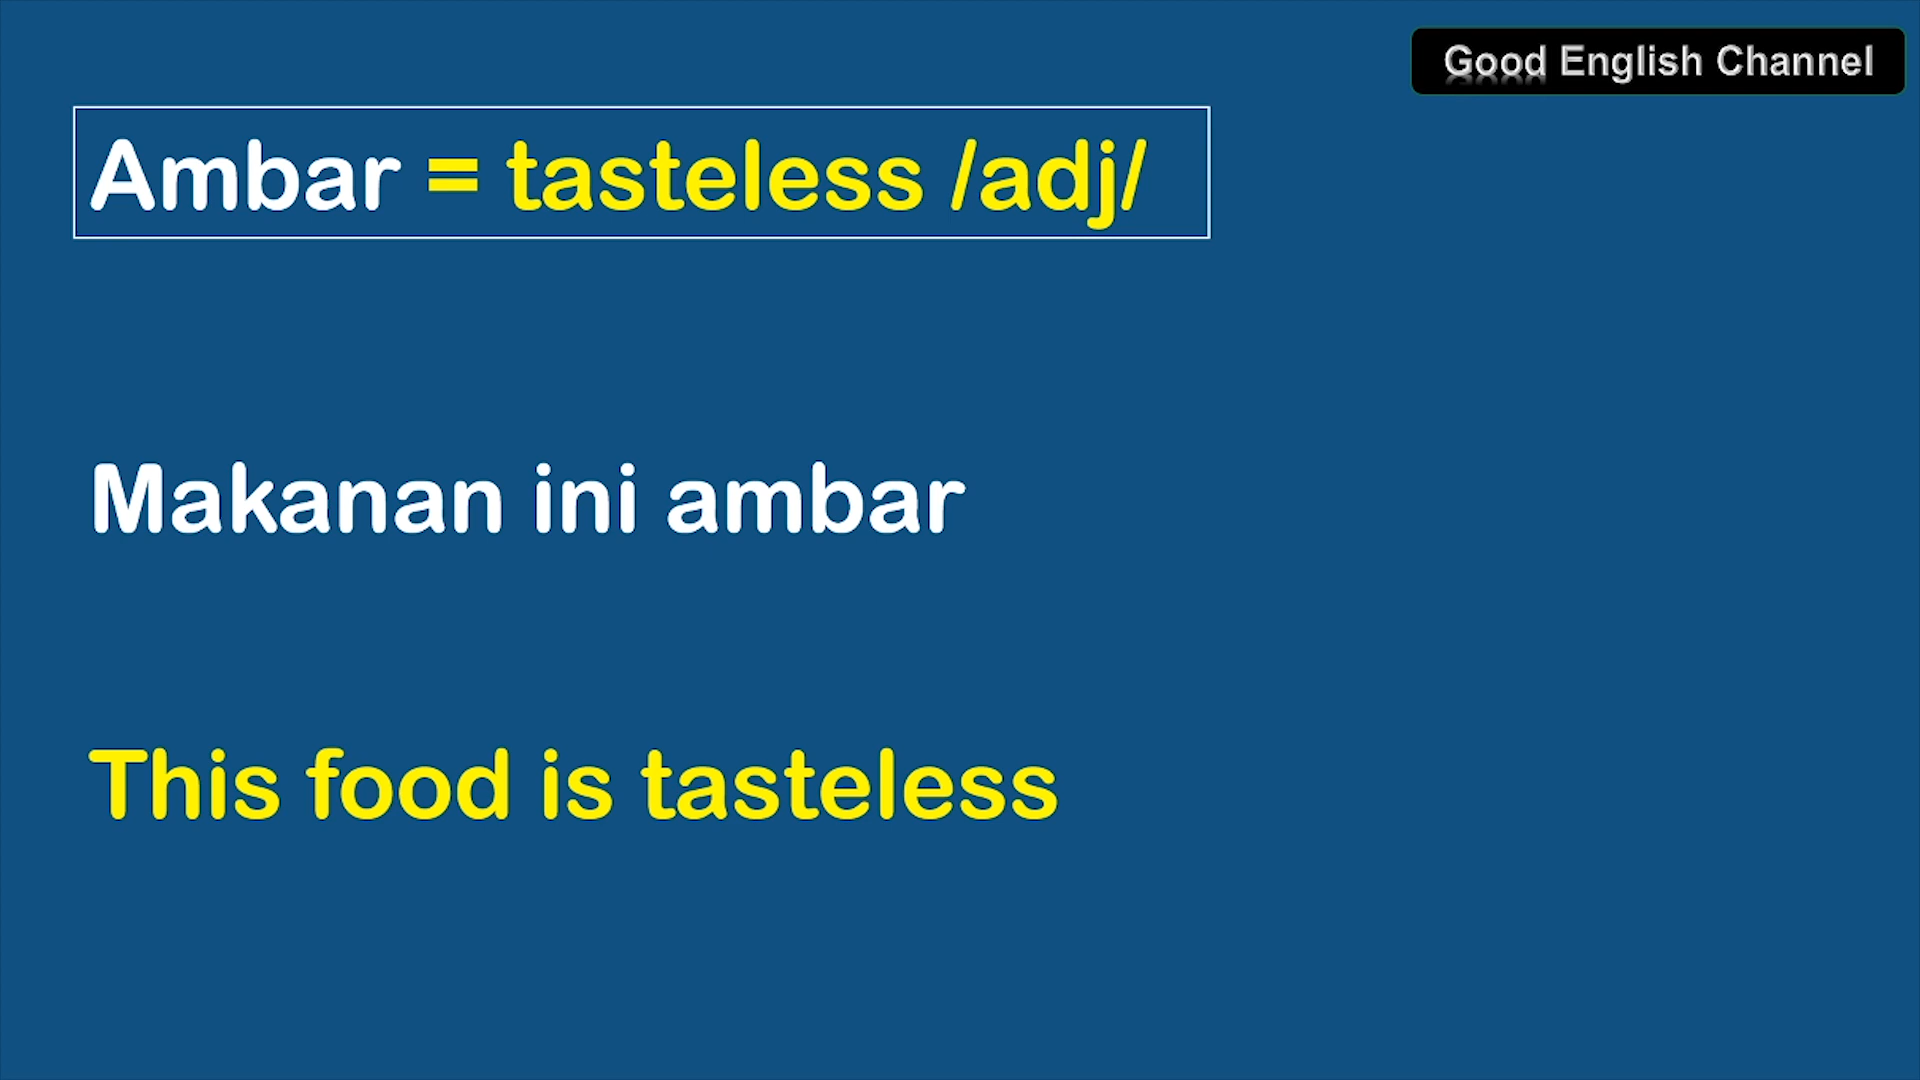 Good English Channel
Ambar = tasteless /adj/
Makanan ini ambar
This food is tasteless